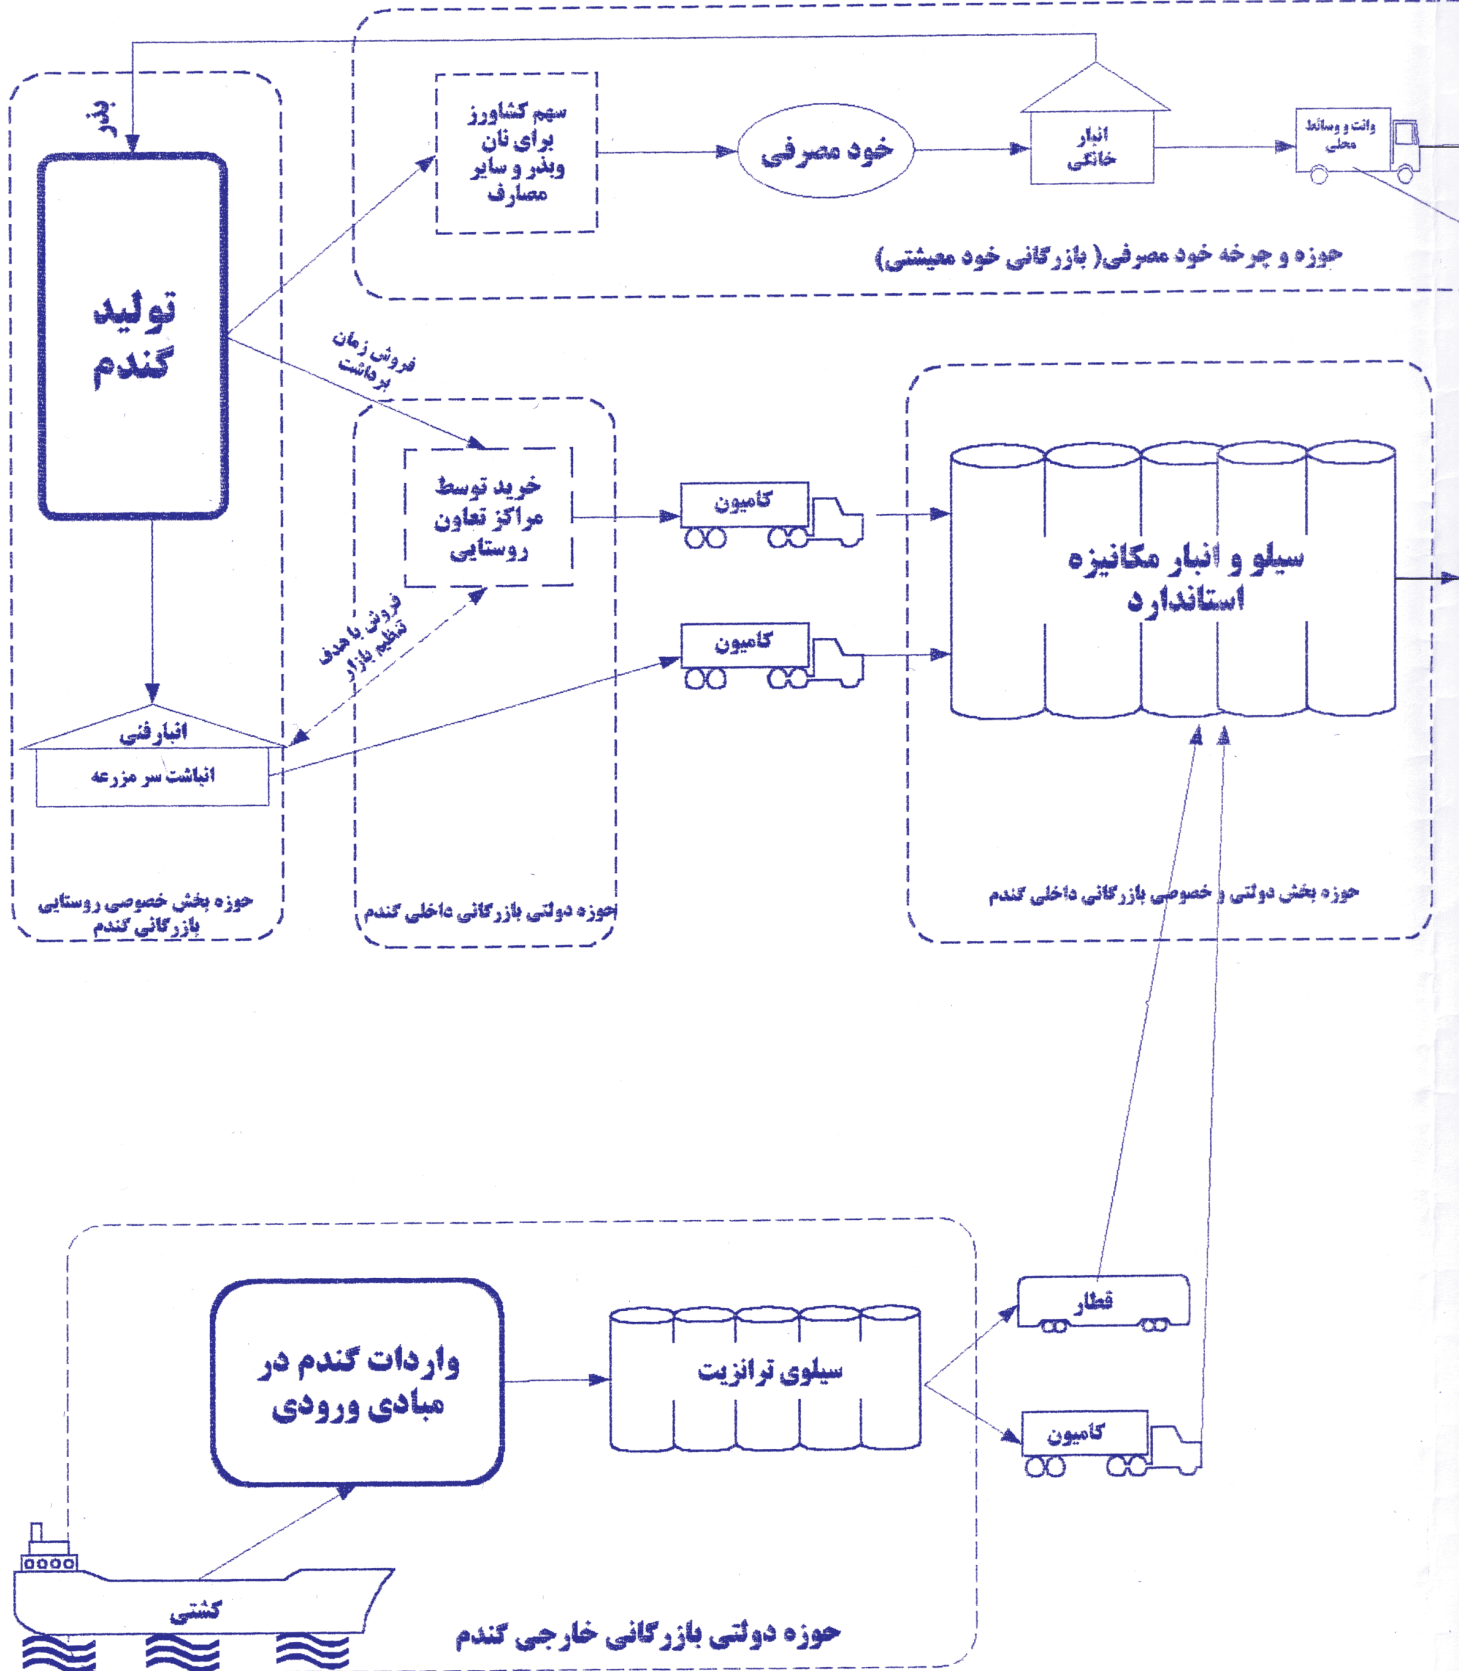 بذر
سهم کشاورز
برای نان
وبذر و سایر
مصارف
خود مصرفی
انبار
خانگی
وانت و وسائط
محلی
حوزه و چرخه خود مصرفی( بازرگانی خود معیشتی)
تولید
گندم
فروش زمان
برداشت
خرید توسط
مراکز تعاون
روستایی
کامیون
سیلو و انبار مکانیزه
استاندارد
فروش با هدف
تنظیم بازار
کامیون
انبار فنی
انباشت سر مزرعه
حوزه بخش خصوصی روستایی
بازرگانی گندم
حوزه دولتی بازرگانی داخلی گندم
حوزه بخش دولتی و خصوصی بازرگانی داخلی گندم
واردات گندم در
مبادی ورودی
سیلوی ترانزیت
قطار
کامیون
کشتی
حوزه دولتی بازرگانی خارجی گندم